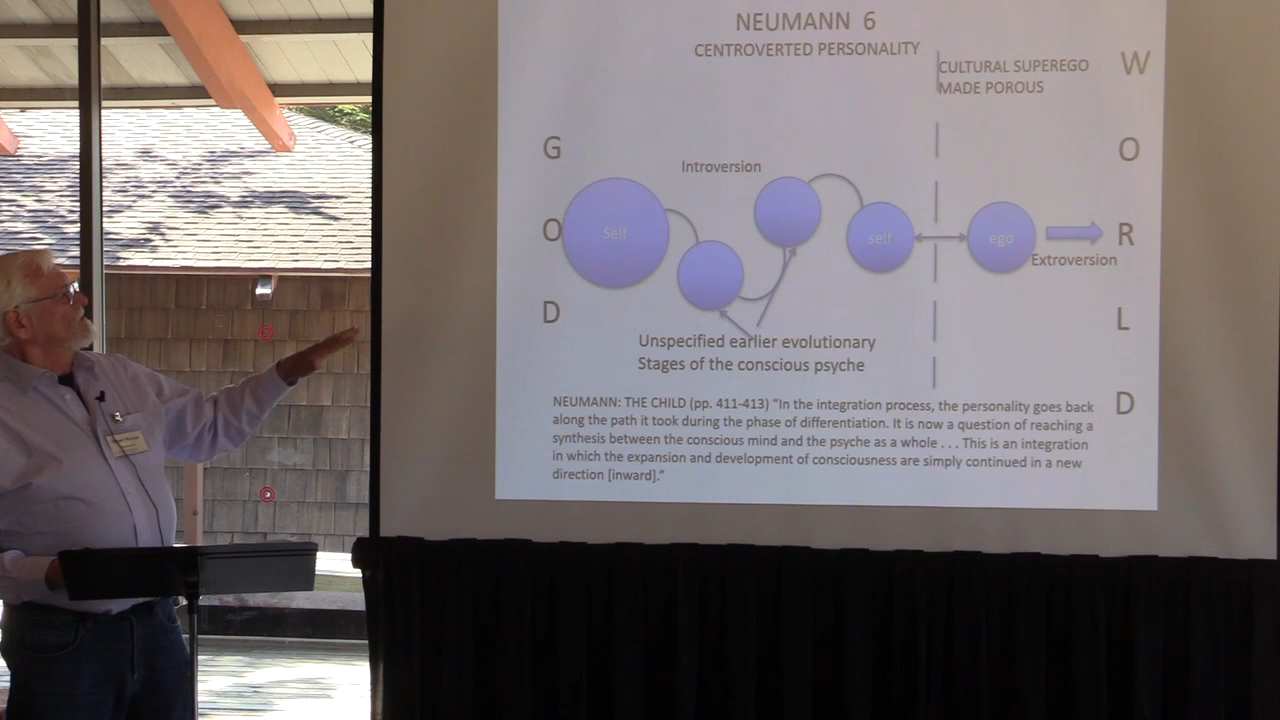 NEUMANN 6
CENTROVERTED PERSONALITY
CULTURAL SUPEREGO
MADE POROUS
W
O
R
L
D
G
O
D
Introversion
Self
self
ego
Extroversion
Unspecified earlier evolutionary
Stages of the conscious psyche
NEUMANN: THE CHILD (pp. 411-413) “In the integration process, the personality goes back
along the path it took during the phase of differentiation. It is now a question of reaching a
synthesis between the conscious mind and the psyche as a whole . . . This is an integration
in which the expansion and development of consciousness are simply continued in a new
direction [inward].”